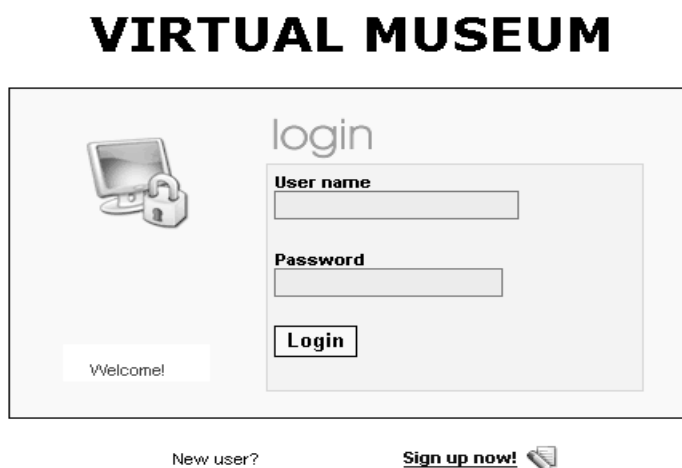 VIRTUAL MUSEUM
login
User name
Password
Login
Welcome!
New user? Sign up now!